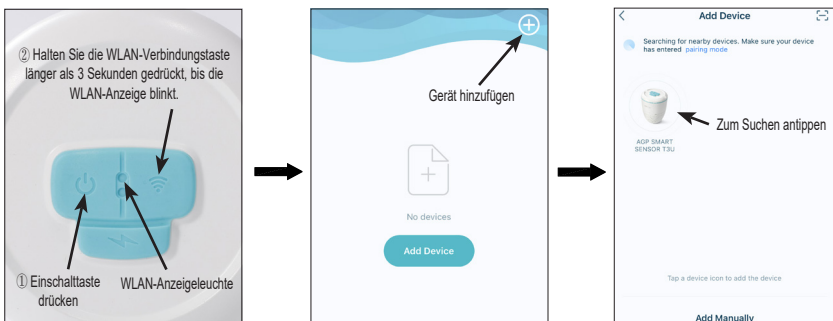 ② Halten Sie die WLAN-Verbindungstaste
länger als 3 Sekunden gedrückt, bis die
WLAN-Anzeige blinkt.
① Einschalttaste
drücken
WLAN-Anzeigeleuchte
Gerät hinzufügen
No devices
Add Device
Add Device
Searching for nearby devices. Make sure your device
has entered pairing mode
Zum Suchen antippen
AGP SMART
SENSOR T3U
Tap a device icon to add the device
Add Manually